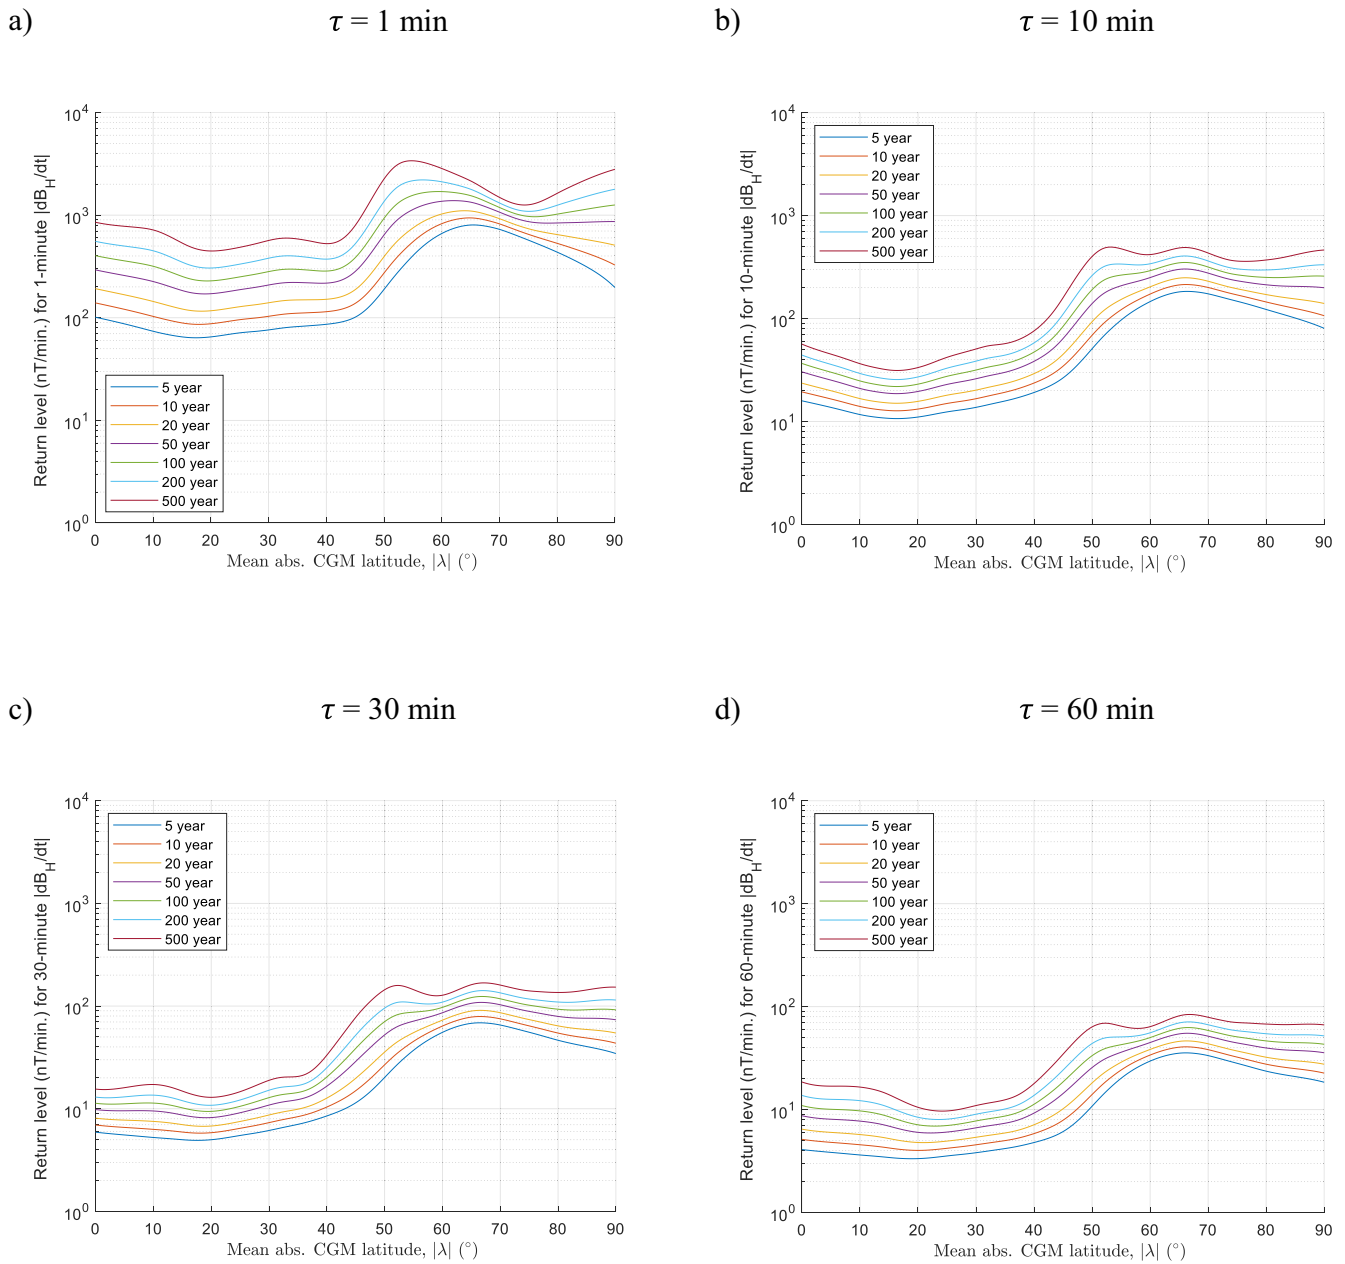 a) τ = 1 min
Return level (nT/min.) for 1-minute |dB_H/dt|
10^4
10^3
10^2
10^1
10^0
5 year
10 year
20 year
50 year
100 year
200 year
500 year
0 10 20 30 40 50 60 70 80 90
Mean abs. CGM latitude, |λ| (°)
b) τ = 10 min
Return level (nT/min.) for 10-minute |dB_H/dt|
10^4
10^3
10^2
10^1
10^0
5 year
10 year
20 year
50 year
100 year
200 year
500 year
0 10 20 30 40 50 60 70 80 90
Mean abs. CGM latitude, |λ| (°)
c) τ = 30 min
Return level (nT/min.) for 30-minute |dB_H/dt|
10^4
10^3
10^2
10^1
10^0
5 year
10 year
20 year
50 year
100 year
200 year
500 year
0 10 20 30 40 50 60 70 80 90
Mean abs. CGM latitude, |λ| (°)
d) τ = 60 min
Return level (nT/min.) for 60-minute |dB_H/dt|
10^4
10^3
10^2
10^1
10^0
5 year
10 year
20 year
50 year
100 year
200 year
500 year
0 10 20 30 40 50 60 70 80 90
Mean abs. CGM latitude, |λ| (°)